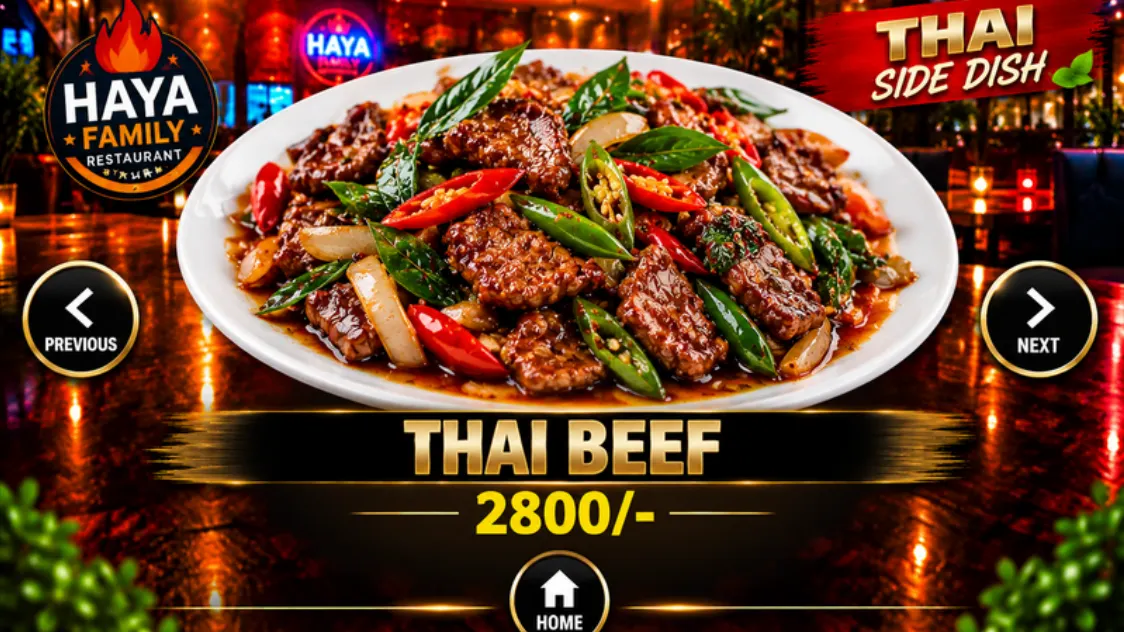 HAYA
FAMILY
RESTAURANT
HAYA
THAI
SIDE DISH
PREVIOUS
NEXT
THAI BEEF
2800/-
HOME